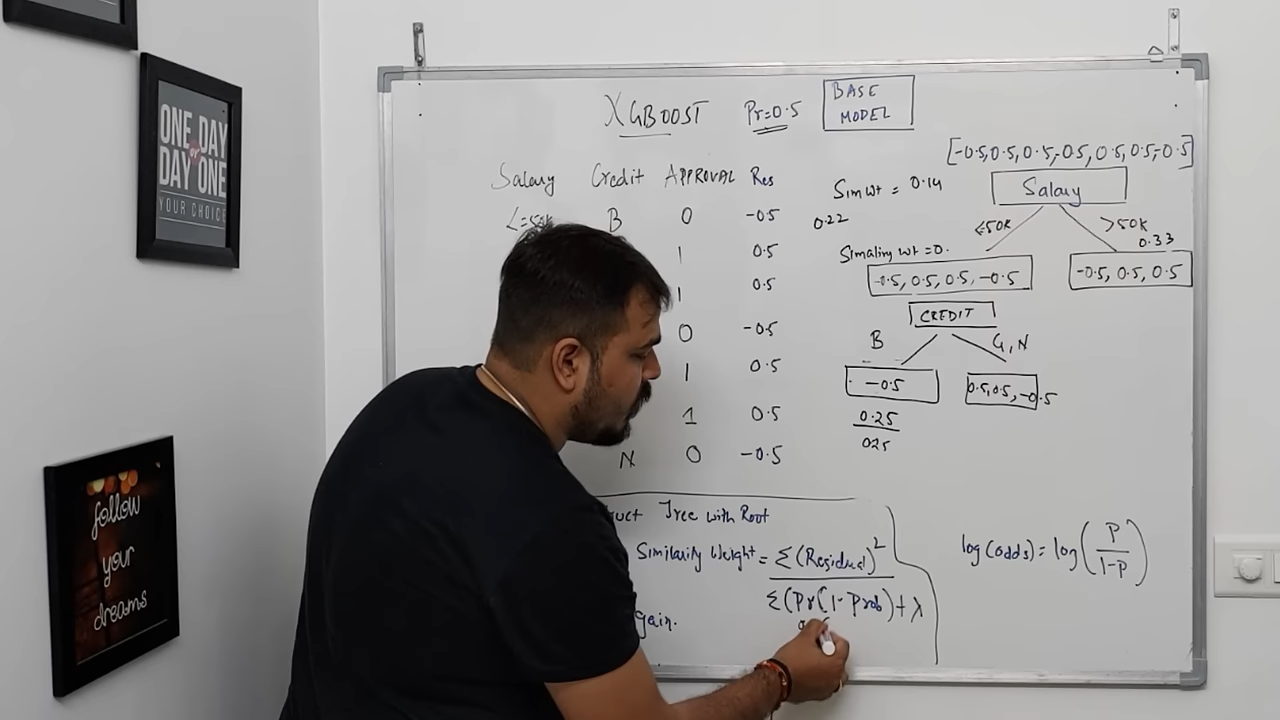 ONE DAY
or
DAY ONE
YOUR CHOICE
follow
your
dreams
XGBOOST Pr=0.5 BASE MODEL
[-0.5, 0.5, 0.5, -0.5, 0.5, 0.5, -0.5]
Salary Credit APPROVAL Res
Sim Wt = 0.14
Salary
B 0 -0.5
0.22
<=50K >50K
1 0.5
Similarity wt = 0. 0.33
1 0.5
-0.5, 0.5, 0.5, -0.5
-0.5, 0.5, 0.5
CREDIT
0 -0.5
B G, N
1 0.5
-0.5
0.5, 0.5, -0.5
1 0.5
0.25
025
N 0 -0.5
uct Tree with Root
Similarity Weight = Σ(Residual)²
Σ(Pr(1-Prob)+λ
log(odds) = log(P
1-P)
gain.